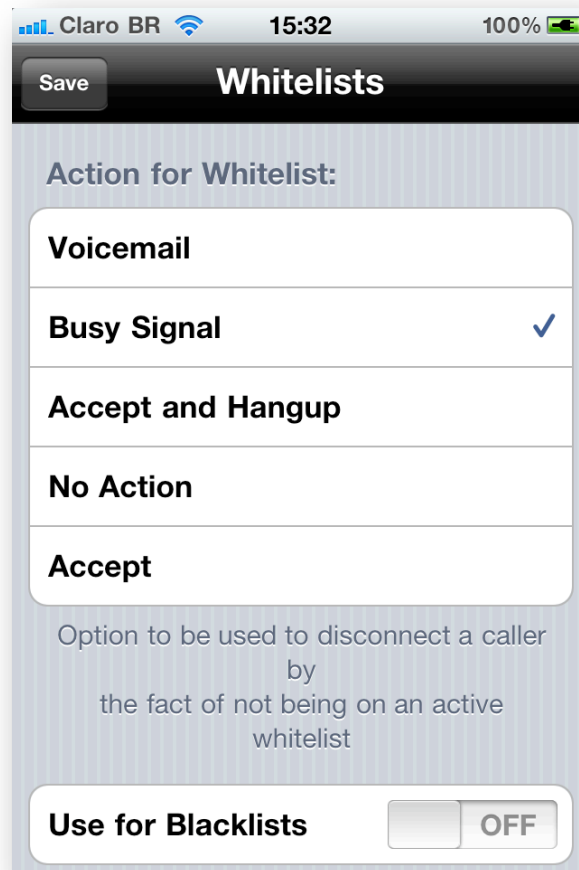 Claro BR 15:32 100%
Save Whitelists
Action for Whitelist:
Voicemail
Busy Signal
Accept and Hangup
No Action
Accept
Option to be used to disconnect a caller
by
the fact of not being on an active
whitelist
Use for Blacklists OFF